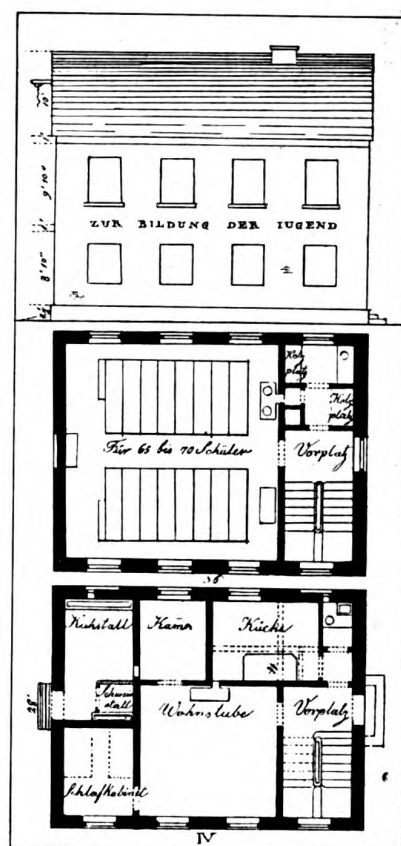 10'
9' 10"
ZUR BILDUNG DER IUGEND
8' 10"
Holz
platz
Holz
platz
Für 65 bis 70 Schüler
Vorplatz
36
Kuhstall
Kamer
Küche
Schwein
stall
28'
Wohnstube
Vorplatz
Schlafkabinet
IV